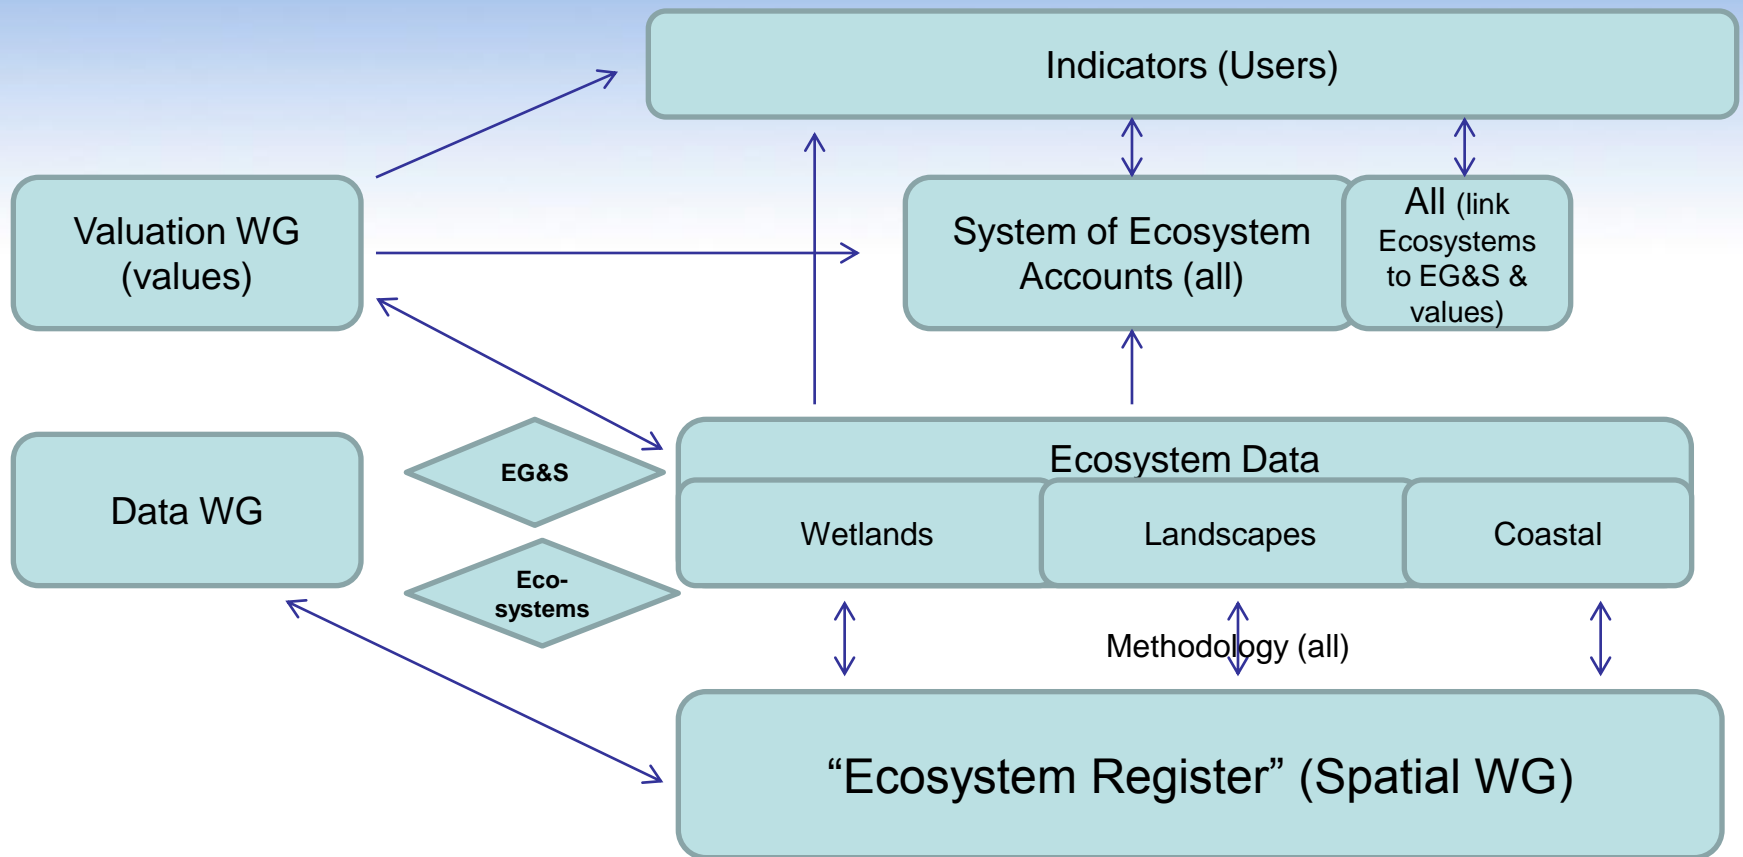 Indicators (Users)
Valuation WG
(values)
System of Ecosystem
Accounts (all)
All (link
Ecosystems
to EG&S &
values)
Data WG
EG&S
Eco-
systems
Ecosystem Data
Wetlands
Landscapes
Coastal
Methodology (all)
“Ecosystem Register” (Spatial WG)